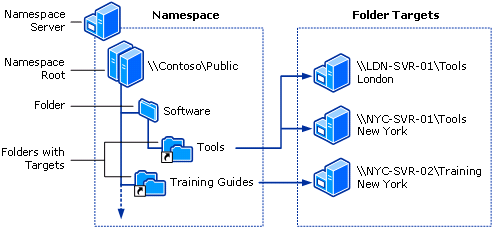 Namespace
Server
Namespace
Folder Targets
Namespace
Root
\\Contoso\Public
\\LDN-SVR-01\Tools
London
Folder
Software
\\NYC-SVR-01\Tools
New York
Folders with
Targets
Tools
Training Guides
\\NYC-SVR-02\Training
New York